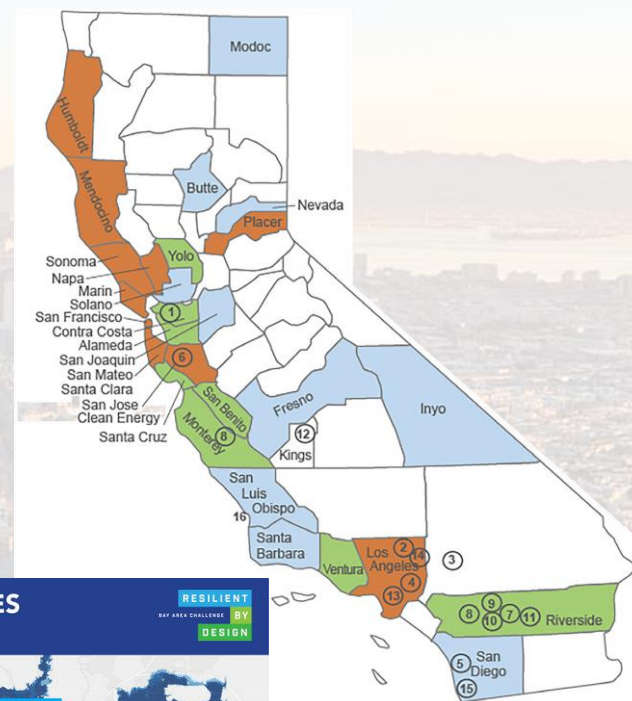 Modoc
Humboldt
Mendocino
Butte
Nevada
Placer
Sonoma
Yolo
Napa
Marin
Solano
San Francisco
1
Contra Costa
Alameda
San Joaquin
6
San Mateo
Santa Clara
San Jose
Clean Energy
Santa Cruz
San Benito
Monterey
8
Fresno
12
Kings
Inyo
San
Luis
Obispo
16
Santa
Barbara
Ventura
Los
Angeles
2
14
3
4
13
9
8
7
10
11
Riverside
5
San
Diego
15
ES
RESILIENT
BAY AREA CHALLENGE
BY
DESIGN